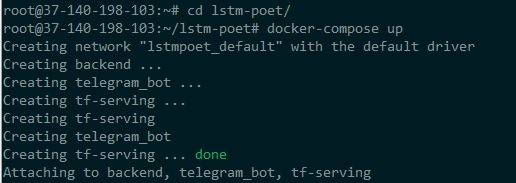 root@37-140-198-103:~# cd lstm-poet/
root@37-140-198-103:~/lstm-poet# docker-compose up
Creating network "lstmpoet_default" with the default driver
Creating backend ...
Creating telegram_bot ...
Creating tf-serving ...
Creating tf-serving
Creating telegram_bot
Creating tf-serving ... done
Attaching to backend, telegram_bot, tf-serving